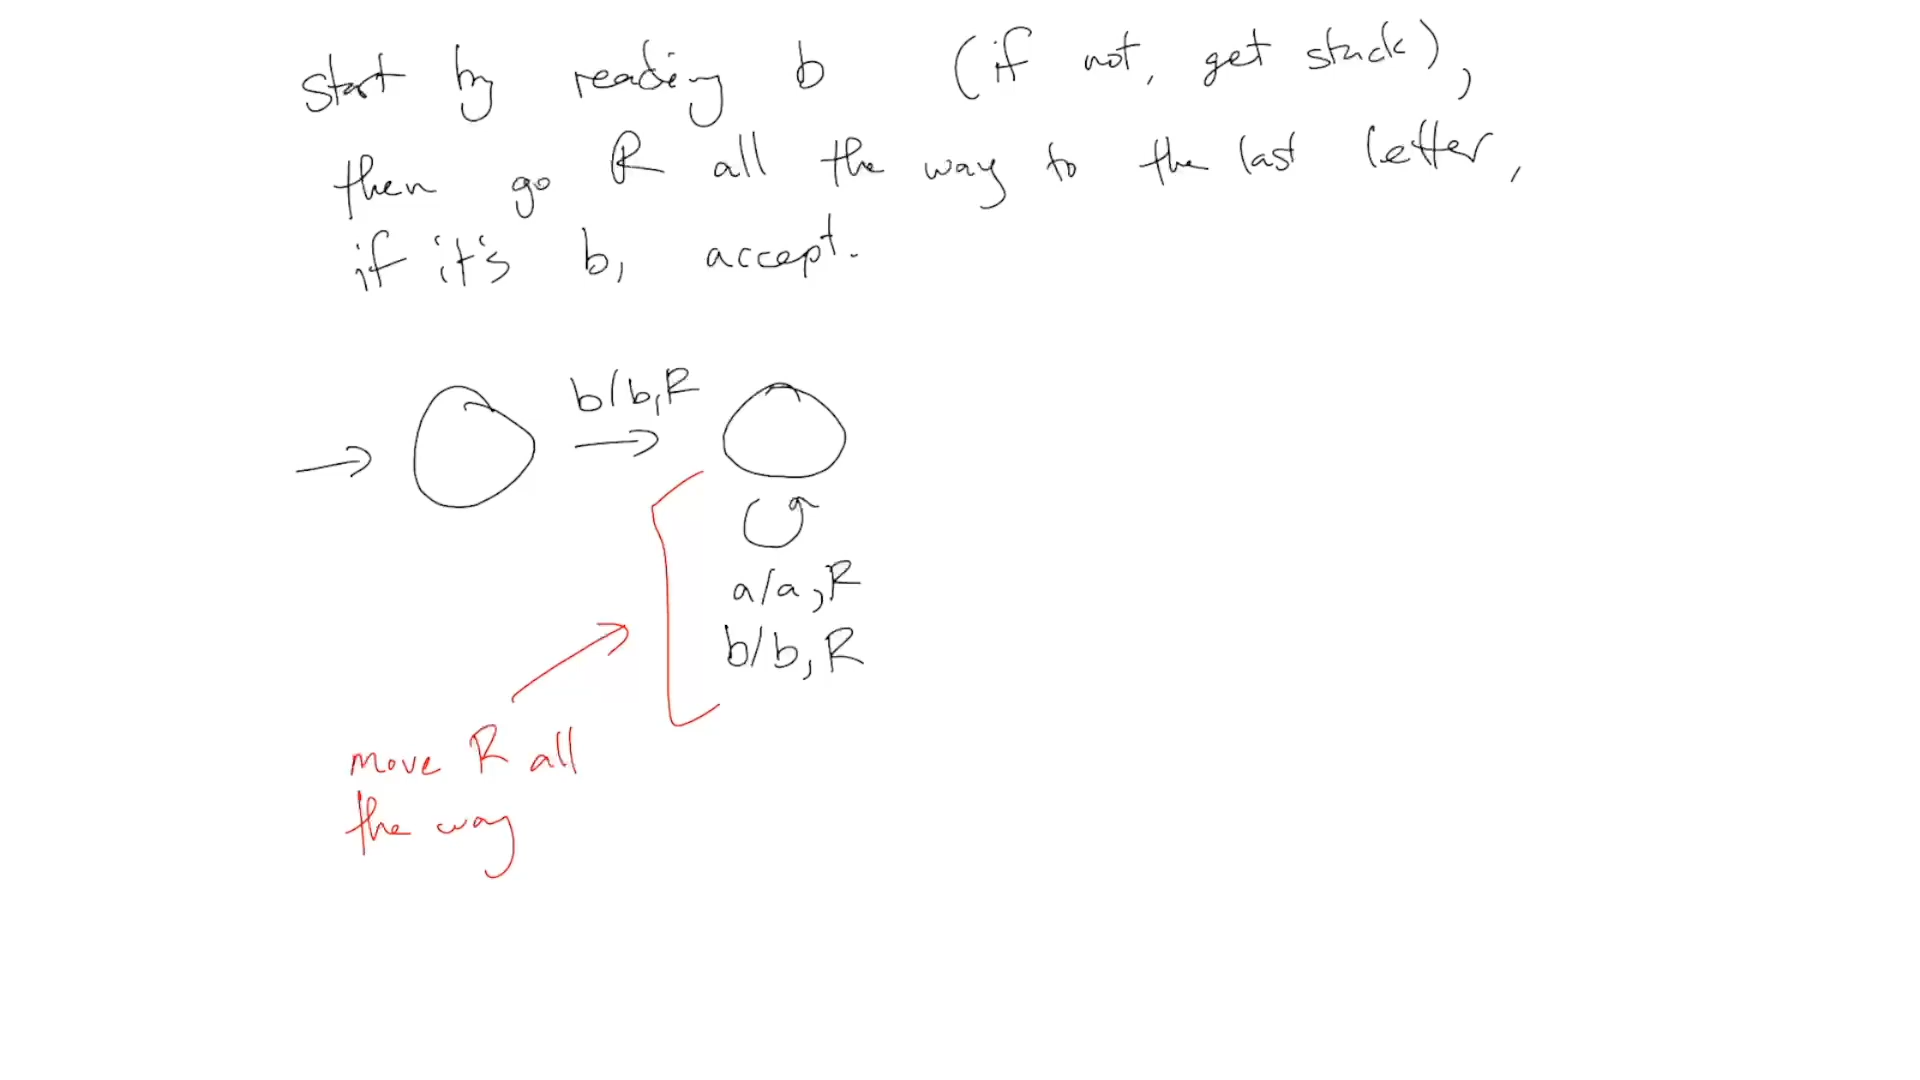 start by reading b (if not, get stuck),
then go R all the way to the last letter,
if it's b, accept.
b/b,R
a/a,R
b/b,R
move R all
the way